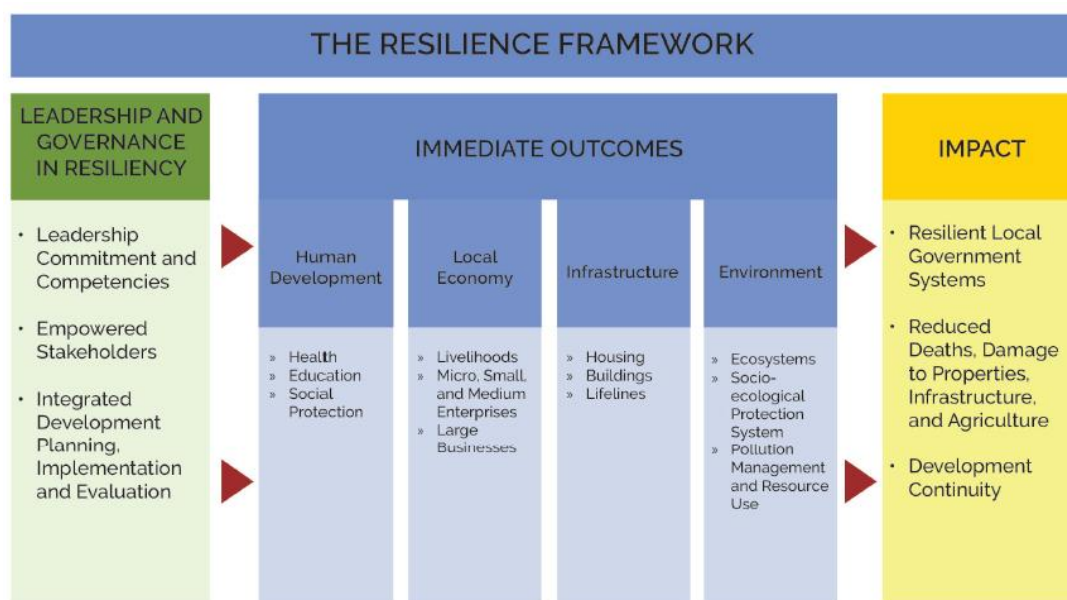 THE RESILIENCE FRAMEWORK
LEADERSHIP AND
GOVERNANCE
IN RESILIENCY
• Leadership
Commitment and
Competencies
• Empowered
Stakeholders
• Integrated
Development
Planning,
Implementation
and Evaluation
IMMEDIATE OUTCOMES
Human
Development
» Health
» Education
» Social
Protection
Local
Economy
» Livelihoods
» Micro, Small,
and Medium
Enterprises
» Large
Businesses
Infrastructure
» Housing
» Buildings
» Lifelines
Environment
» Ecosystems
» Socio-
ecological
Protection
System
» Pollution
Management
and Resource
Use
IMPACT
• Resilient Local
Government
Systems
• Reduced
Deaths, Damage
to Properties,
Infrastructure,
and Agriculture
• Development
Continuity